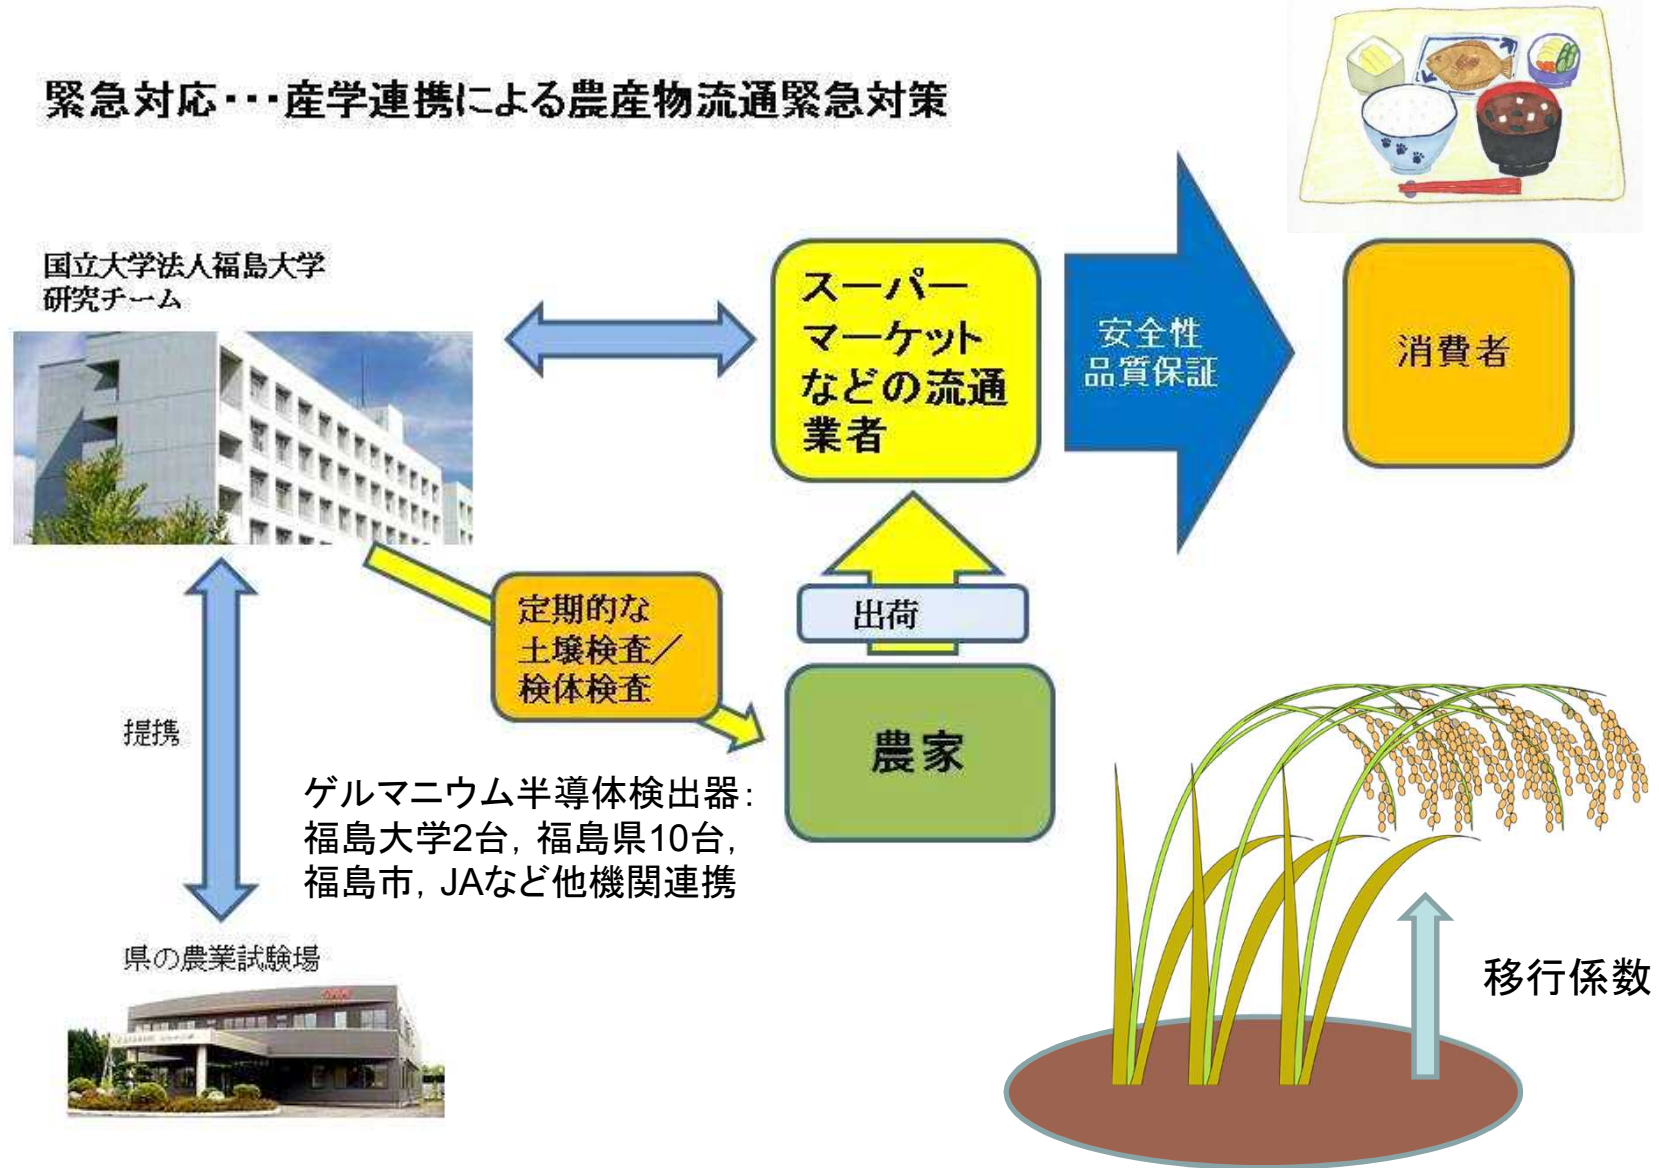 緊急対応・・・産学連携による農産物流通緊急対策
国立大学法人福島大学
研究チーム
スーパー
マーケット
などの流通
業者
安全性
品質保証
消費者
定期的な
土壌検査／
検体検査
出荷
農家
提携
ゲルマニウム半導体検出器：
福島大学2台，福島県10台，
福島市，JAなど他機関連携
県の農業試験場
移行係数